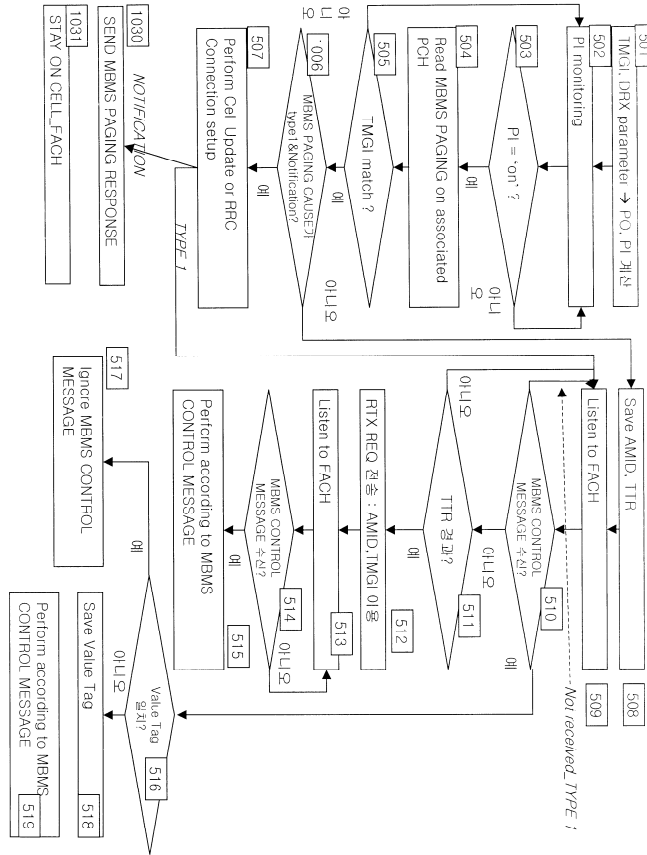 501
TMGI, DRX parameter → PO, PI 계산
502
PI monitoring
503
PI = 'on' ?
아니
오
예
504
Read MBMS PAGING on associated
PCH
505
TMGI match ?
아
니
오
예
1006
MBMS PAGING CAUSE가
type1&Notification?
아니오
예
507
Perform Cell Update or RRC
Connection setup
NOTIFICATION
TYPE 1
1030
SEND MBMS PAGING RESPONSE
1031
STAY ON CELL_FACH
Save AMID, TTR
508
Listen to FACH
509
Not received_TYPE 1
MBMS CONTROL
MESSAGE 수신?
510
예
아니오
TTR 경과?
511
아니오
예
RTX REQ 전송 : AMID,TMGI 이용
512
Listen to FACH
513
MBMS CONTROL
MESSAGE 수신?
514
아니오
예
Perform according to MBMS
CONTROL MESSAGE
515
Value Tag
일치?
516
예
아니오
517
Ignore MBMS CONTROL
MESSAGE
Save Value Tag
518
Perform according to MBMS
CONTROL MESSAGE
519